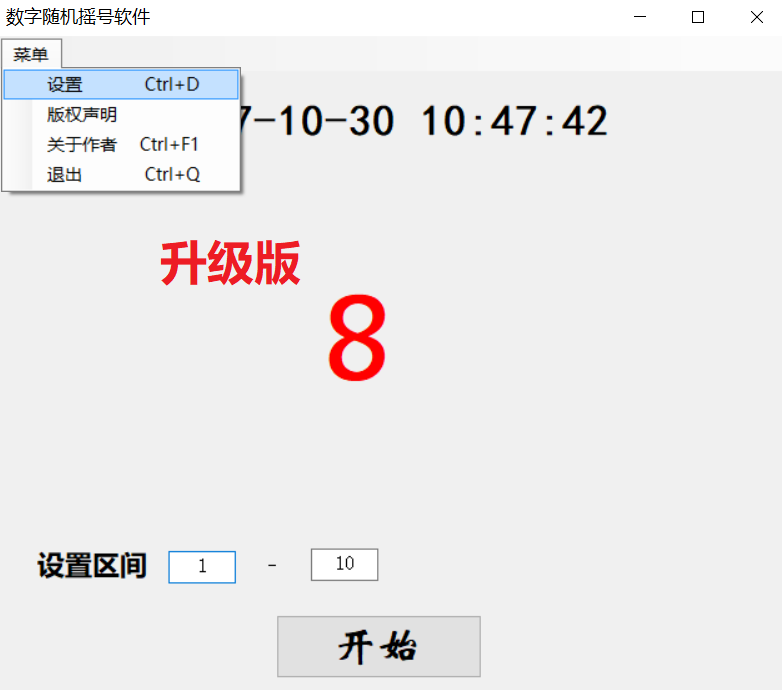 数字随机摇号软件
菜单
设置 Ctrl+D
版权声明
关于作者 Ctrl+F1
退出 Ctrl+Q
7-10-30 10:47:42
升级版
8
设置区间 1 - 10
开始